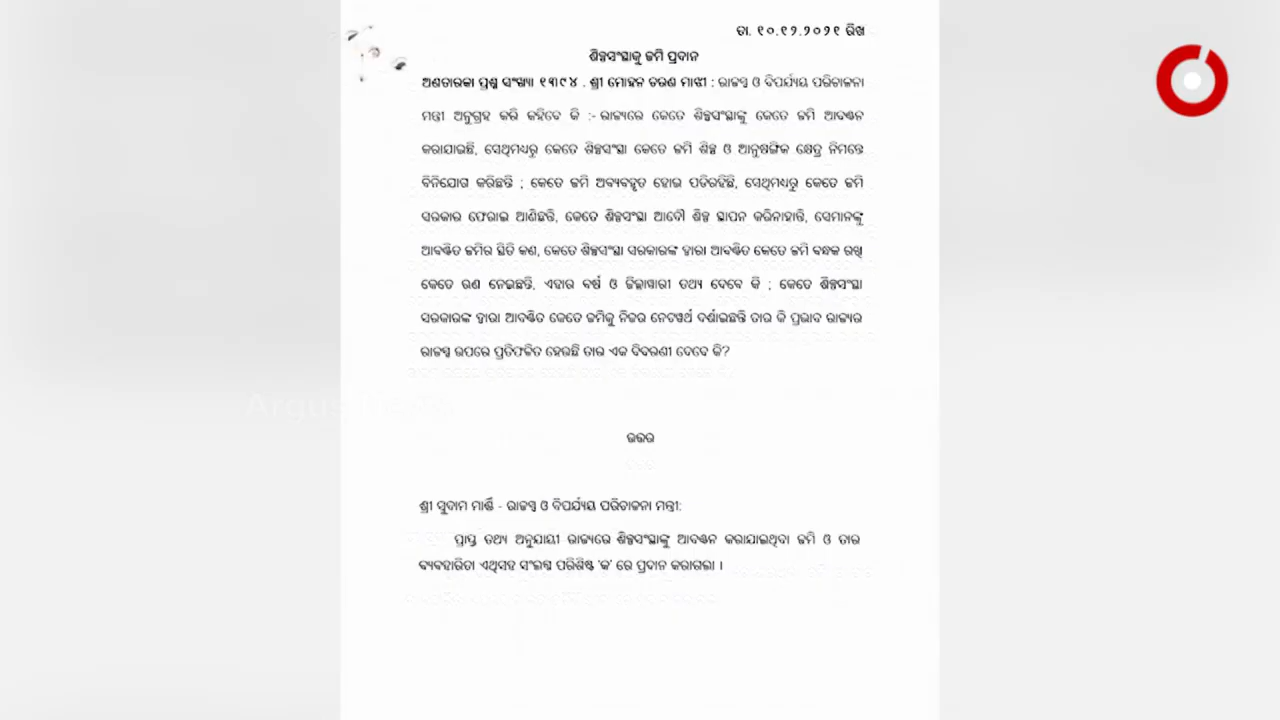 ତା. ୧୦.୧୨.୨୦୨୧ ରିଖ
ଶିଳ୍ପସଂସ୍ଥାକୁ ଜମି ପ୍ରଦାନ
ଅଣତାରକା ପ୍ରଶ୍ନ ସଂଖ୍ୟା ୧୩୯୪ . ଶ୍ରୀ ମୋହନ ଚରଣ ମାଝୀ : ରାଜସ୍ୱ ଓ ବିପର୍ଯ୍ୟୟ ପରିଚାଳନା
ମନ୍ତ୍ରୀ ଅନୁଗ୍ରହ କରି କହିବେ କି :- ରାଜ୍ୟରେ କେତେ ଶିଳ୍ପସଂସ୍ଥାଙ୍କୁ କେତେ ଜମି ଆବଣ୍ଟନ
କରାଯାଇଛି, ସେଥିମଧ୍ୟରୁ କେତେ ଶିଳ୍ପସଂସ୍ଥା କେତେ ଜମି ଶିଳ୍ପ ଓ ଆନୁଷଙ୍ଗିକ କ୍ଷେତ୍ର ନିମନ୍ତେ
ବିନିଯୋଗ କରିଛନ୍ତି ; କେତେ ଜମି ଅବ୍ୟବହୃତ ହୋଇ ପଡିରହିଛି, ସେଥିମଧ୍ୟରୁ କେତେ ଜମି
ସରକାର ଫେରାଇ ଆଣିଛନ୍ତି, କେତେ ଶିଳ୍ପସଂସ୍ଥା ଆଦୌ ଶିଳ୍ପ ସ୍ଥାପନ କରିନାହାନ୍ତି, ସେମାନଙ୍କୁ
ଆବଣ୍ଟିତ ଜମିର ସ୍ଥିତି କଣ, କେତେ ଶିଳ୍ପସଂସ୍ଥା ସରକାରଙ୍କ ଦ୍ୱାରା ଆବଣ୍ଟିତ କେତେ ଜମି ବନ୍ଧକ ରଖି
କେତେ ଋଣ ନେଇଛନ୍ତି, ଏହାର ବର୍ଷ ଓ ଜିଲ୍ଲାୱାରୀ ତଥ୍ୟ ଦେବେ କି ; କେତେ ଶିଳ୍ପସଂସ୍ଥା
ସରକାରଙ୍କ ଦ୍ୱାରା ଆବଣ୍ଟିତ କେତେ ଜମିକୁ ନିଜର ନେଟୱର୍ଥ ଦର୍ଶାଇଛନ୍ତି ତାର କି ପ୍ରଭାବ ରାଜ୍ୟର
ରାଜସ୍ୱ ଉପରେ ପ୍ରତିଫଳିତ ହେଉଛି ତାର ଏକ ବିବରଣୀ ଦେବେ କି?
ଉତ୍ତର
ଶ୍ରୀ ସୁଦାମ ମାର୍ଣ୍ଡି - ରାଜସ୍ୱ ଓ ବିପର୍ଯ୍ୟୟ ପରିଚାଳନା ମନ୍ତ୍ରୀ:
ପ୍ରାପ୍ତ ତଥ୍ୟ ଅନୁଯାୟୀ ରାଜ୍ୟରେ ଶିଳ୍ପସଂସ୍ଥାଙ୍କୁ ଆବଣ୍ଟନ କରାଯାଇଥିବା ଜମି ଓ ତାର
ବ୍ୟବହାରିତା ଏଥିସହ ସଂଲଗ୍ନ ପରିଶିଷ୍ଟ 'କ' ରେ ପ୍ରଦାନ କରାଗଲା ।